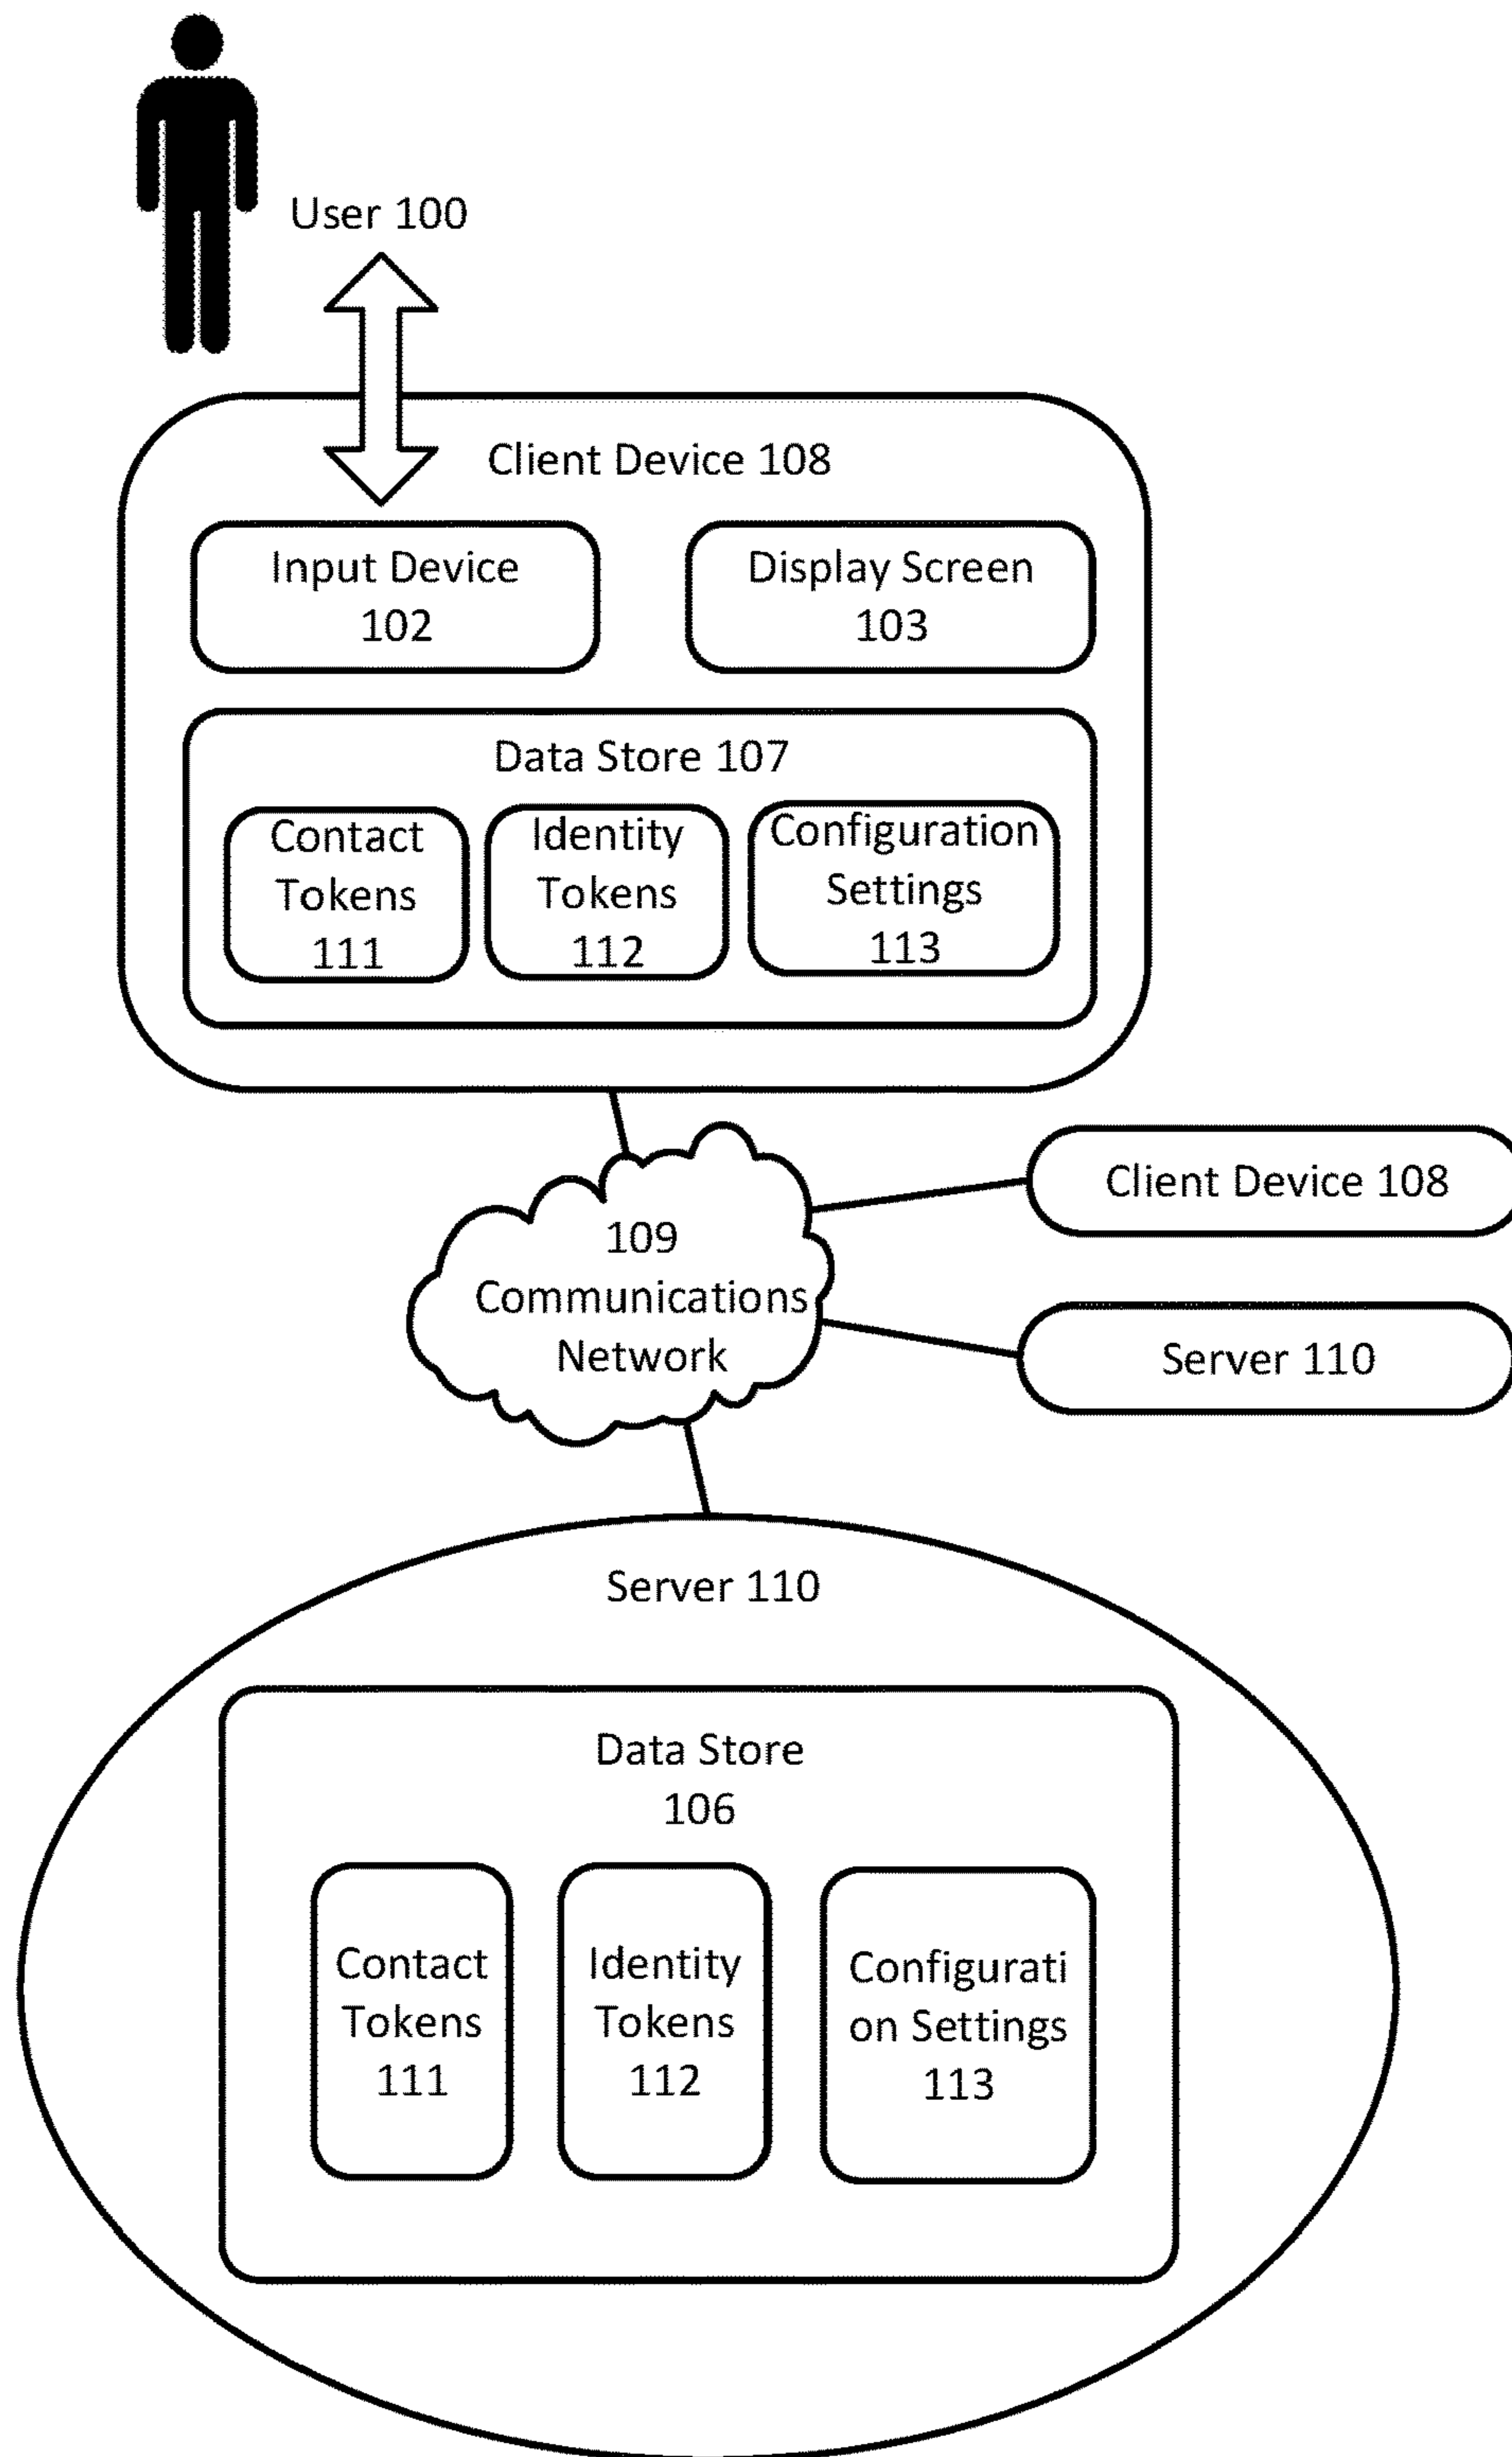 User 100
Client Device 108
Input Device
102
Display Screen
103
Data Store 107
Contact
Tokens
111
Identity
Tokens
112
Configuration
Settings
113
109
Communications
Network
Client Device 108
Server 110
Server 110
Data Store
106
Contact
Tokens
111
Identity
Tokens
112
Configurati
on Settings
113